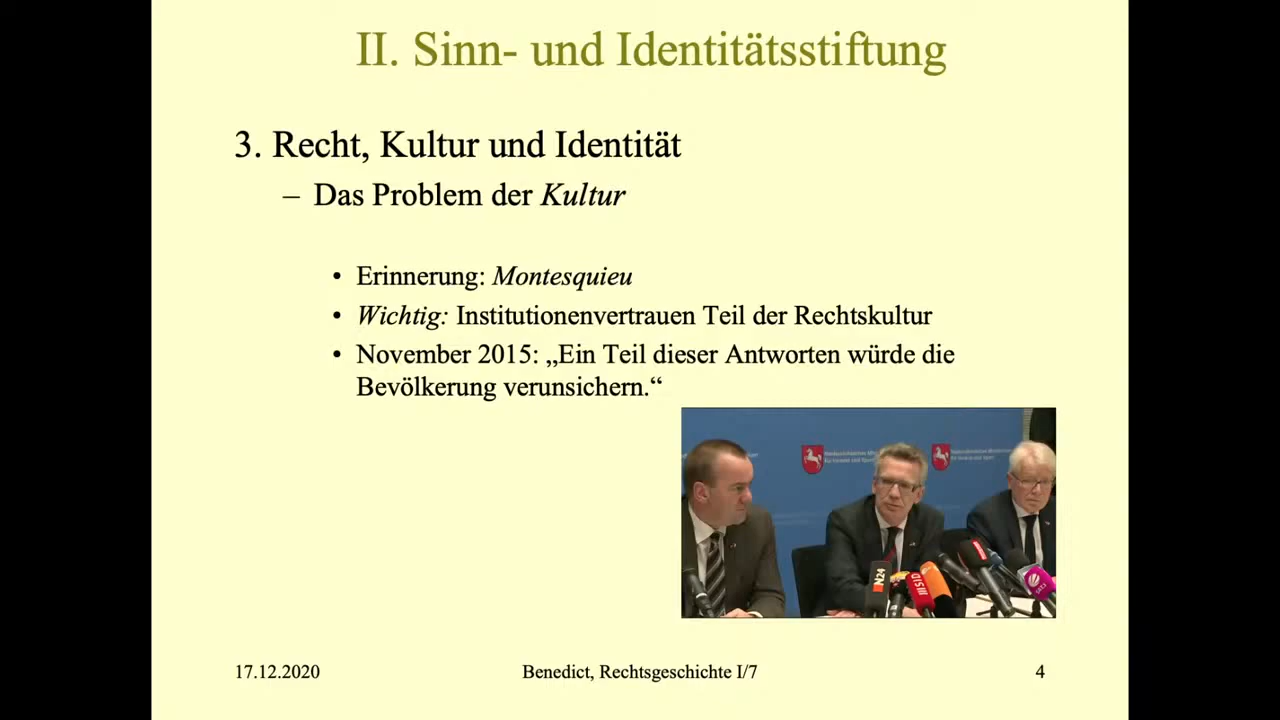 II. Sinn- und Identitätsstiftung
3. Recht, Kultur und Identität
– Das Problem der Kultur
• Erinnerung: Montesquieu
• Wichtig: Institutionenvertrauen Teil der Rechtskultur
• November 2015: „Ein Teil dieser Antworten würde die
Bevölkerung verunsichern.“
N24
17.12.2020
Benedict, Rechtsgeschichte I/7
4